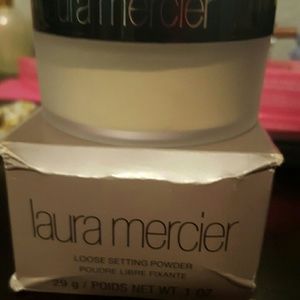 laura mercier
laura mercier
LOOSE SETTING POWDER
POUDRE LIBRE FIXANTE
29 g / POIDS NET WT. 1 OZ.